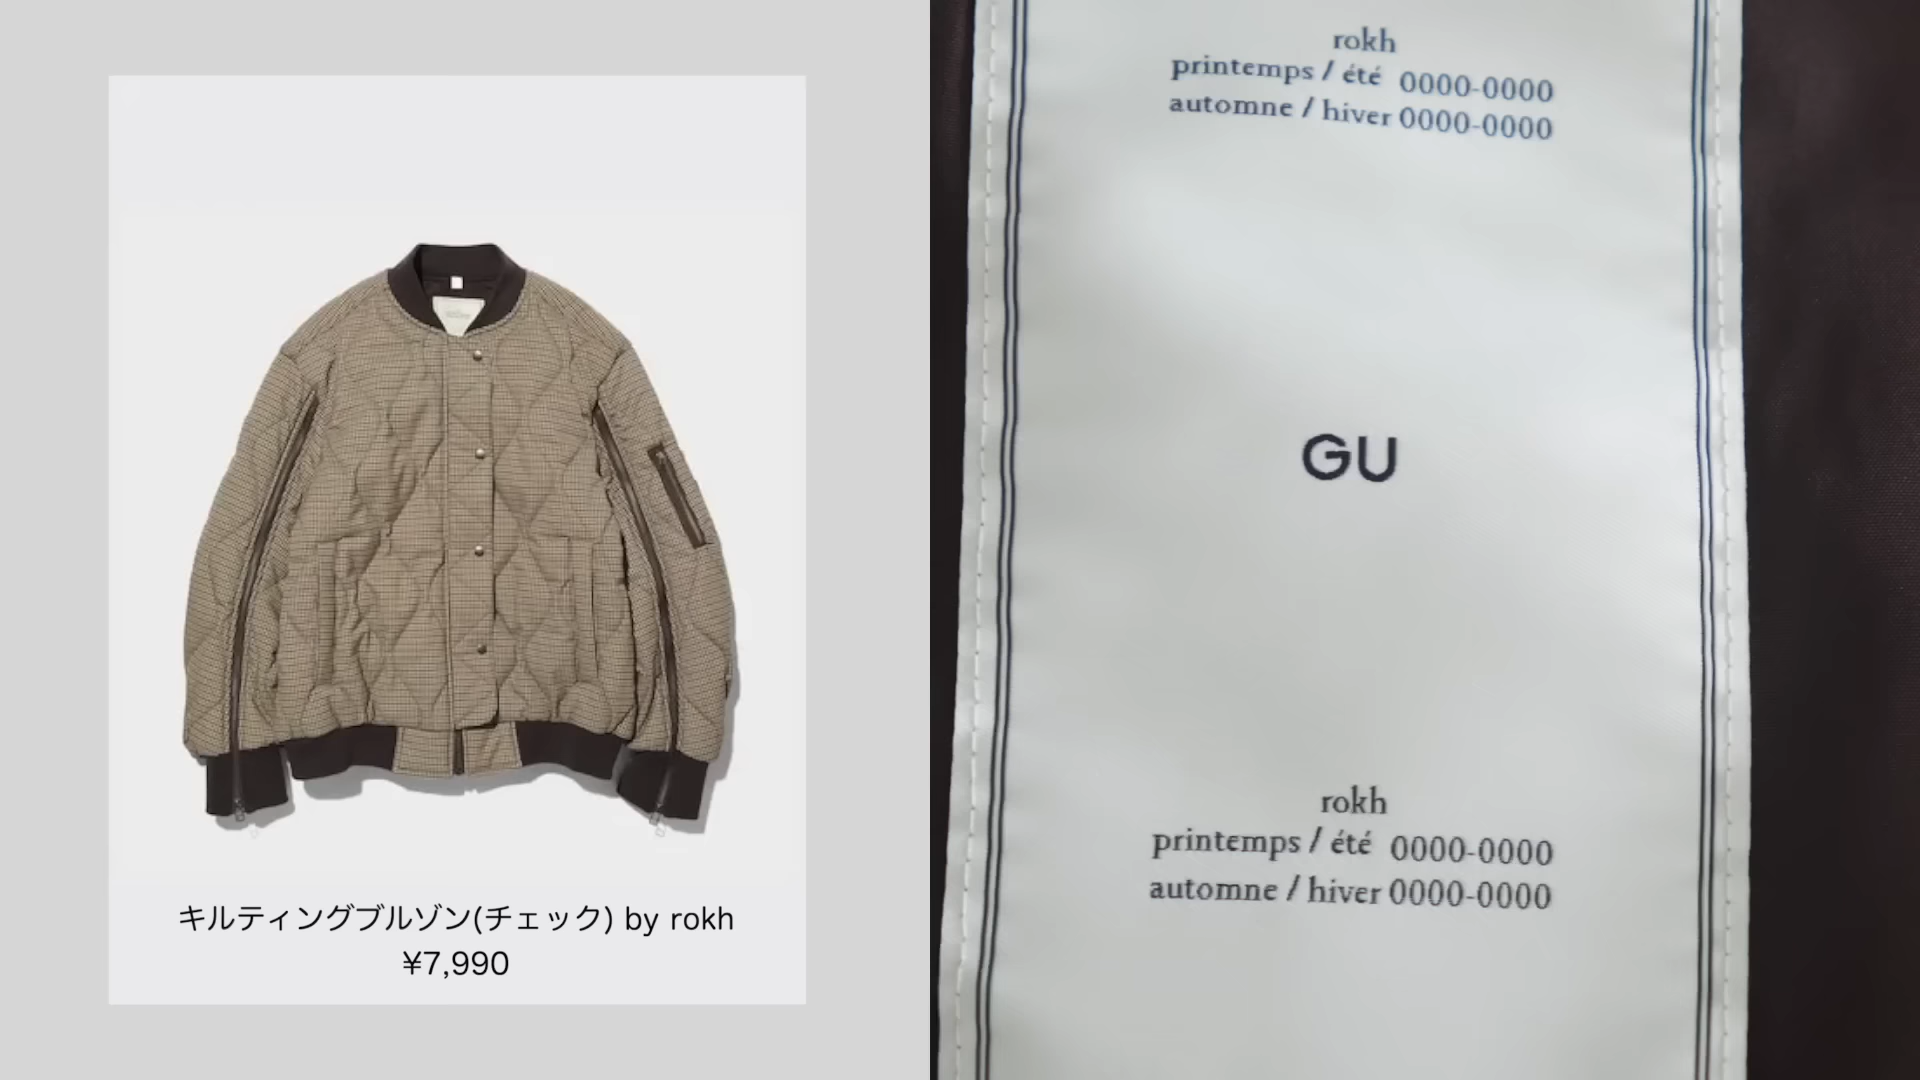 キルティングブルゾン(チェック) by rokh
¥7,990
rokh
printemps / été 0000-0000
automne / hiver 0000-0000
GU
rokh
printemps / été 0000-0000
automne / hiver 0000-0000